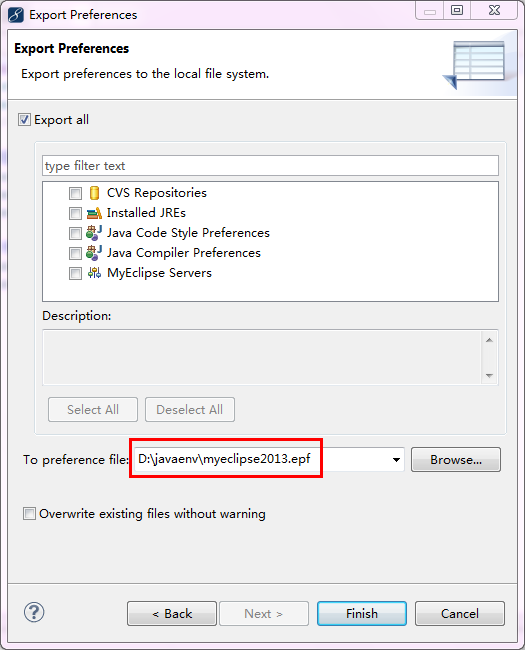 Export Preferences
Export Preferences
Export preferences to the local file system.
Export all
type filter text
CVS Repositories
Installed JREs
Java Code Style Preferences
Java Compiler Preferences
MyEclipse Servers
Description:
Select All Deselect All
To preference file: D:\javaenv\myeclipse2013.epf Browse...
Overwrite existing files without warning
< Back Next > Finish Cancel